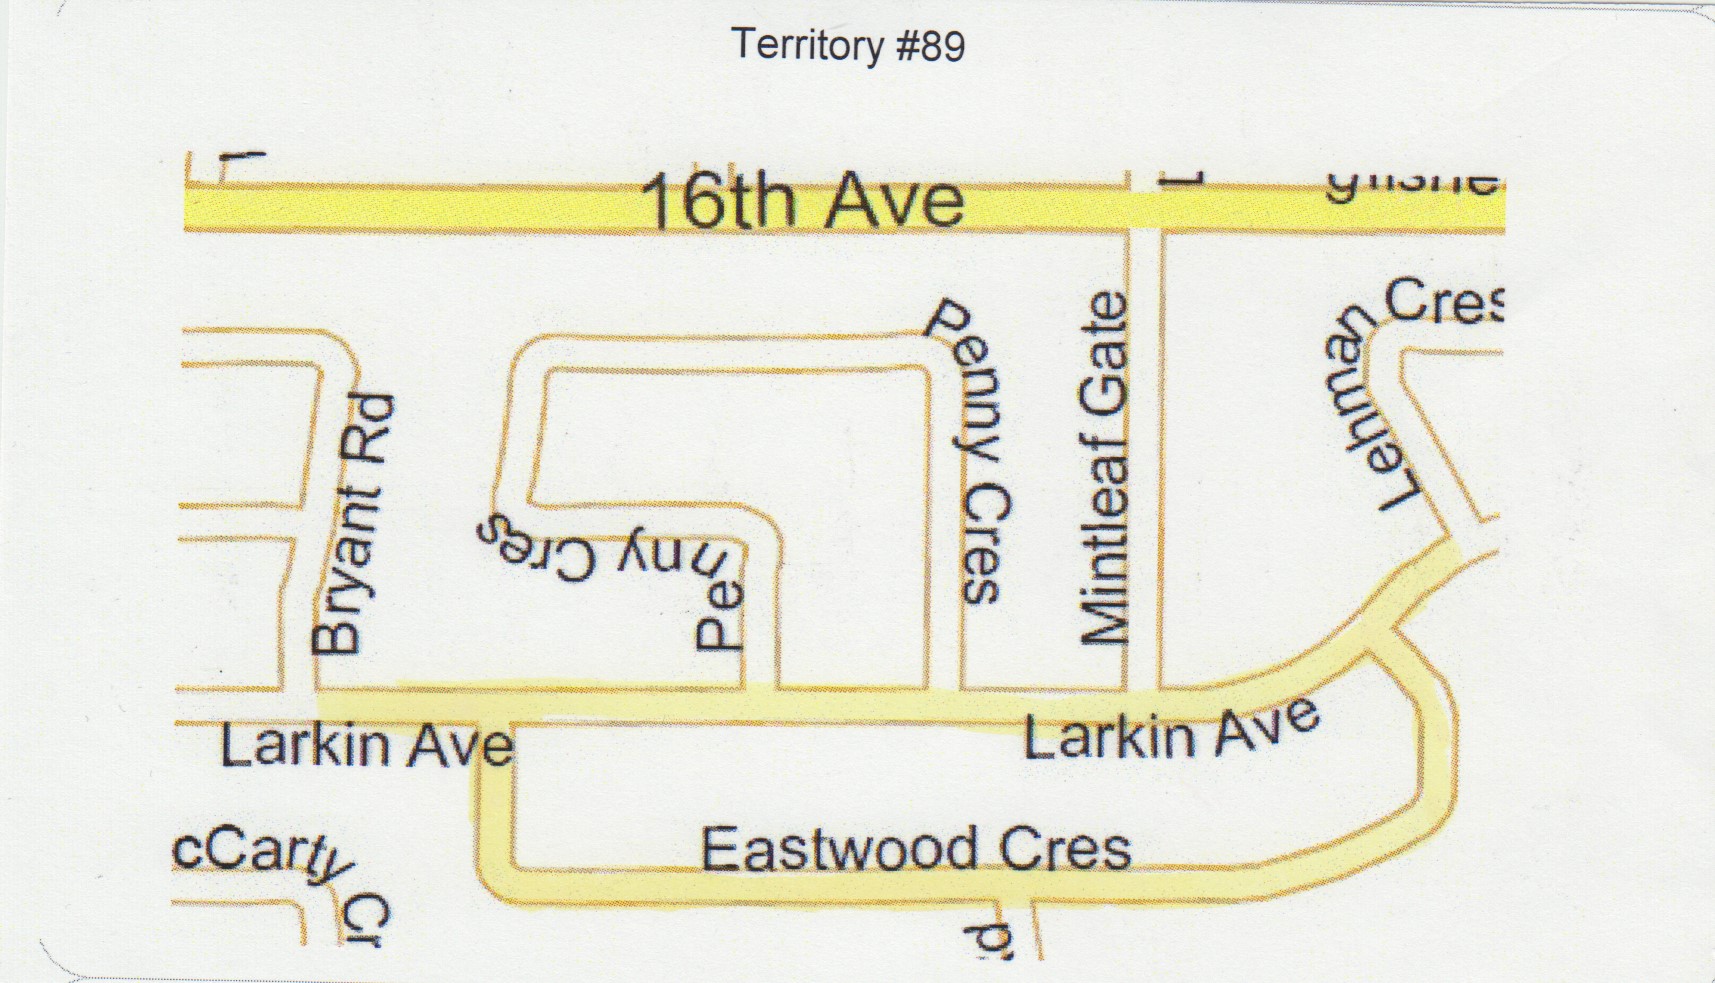 Territory #89
16th Ave
Cres
Lehman
Penny Cres
Mintleaf Gate
Bryant Rd
Penny Cres
Larkin Ave
Larkin Ave
Eastwood Cres
cCarty Cr